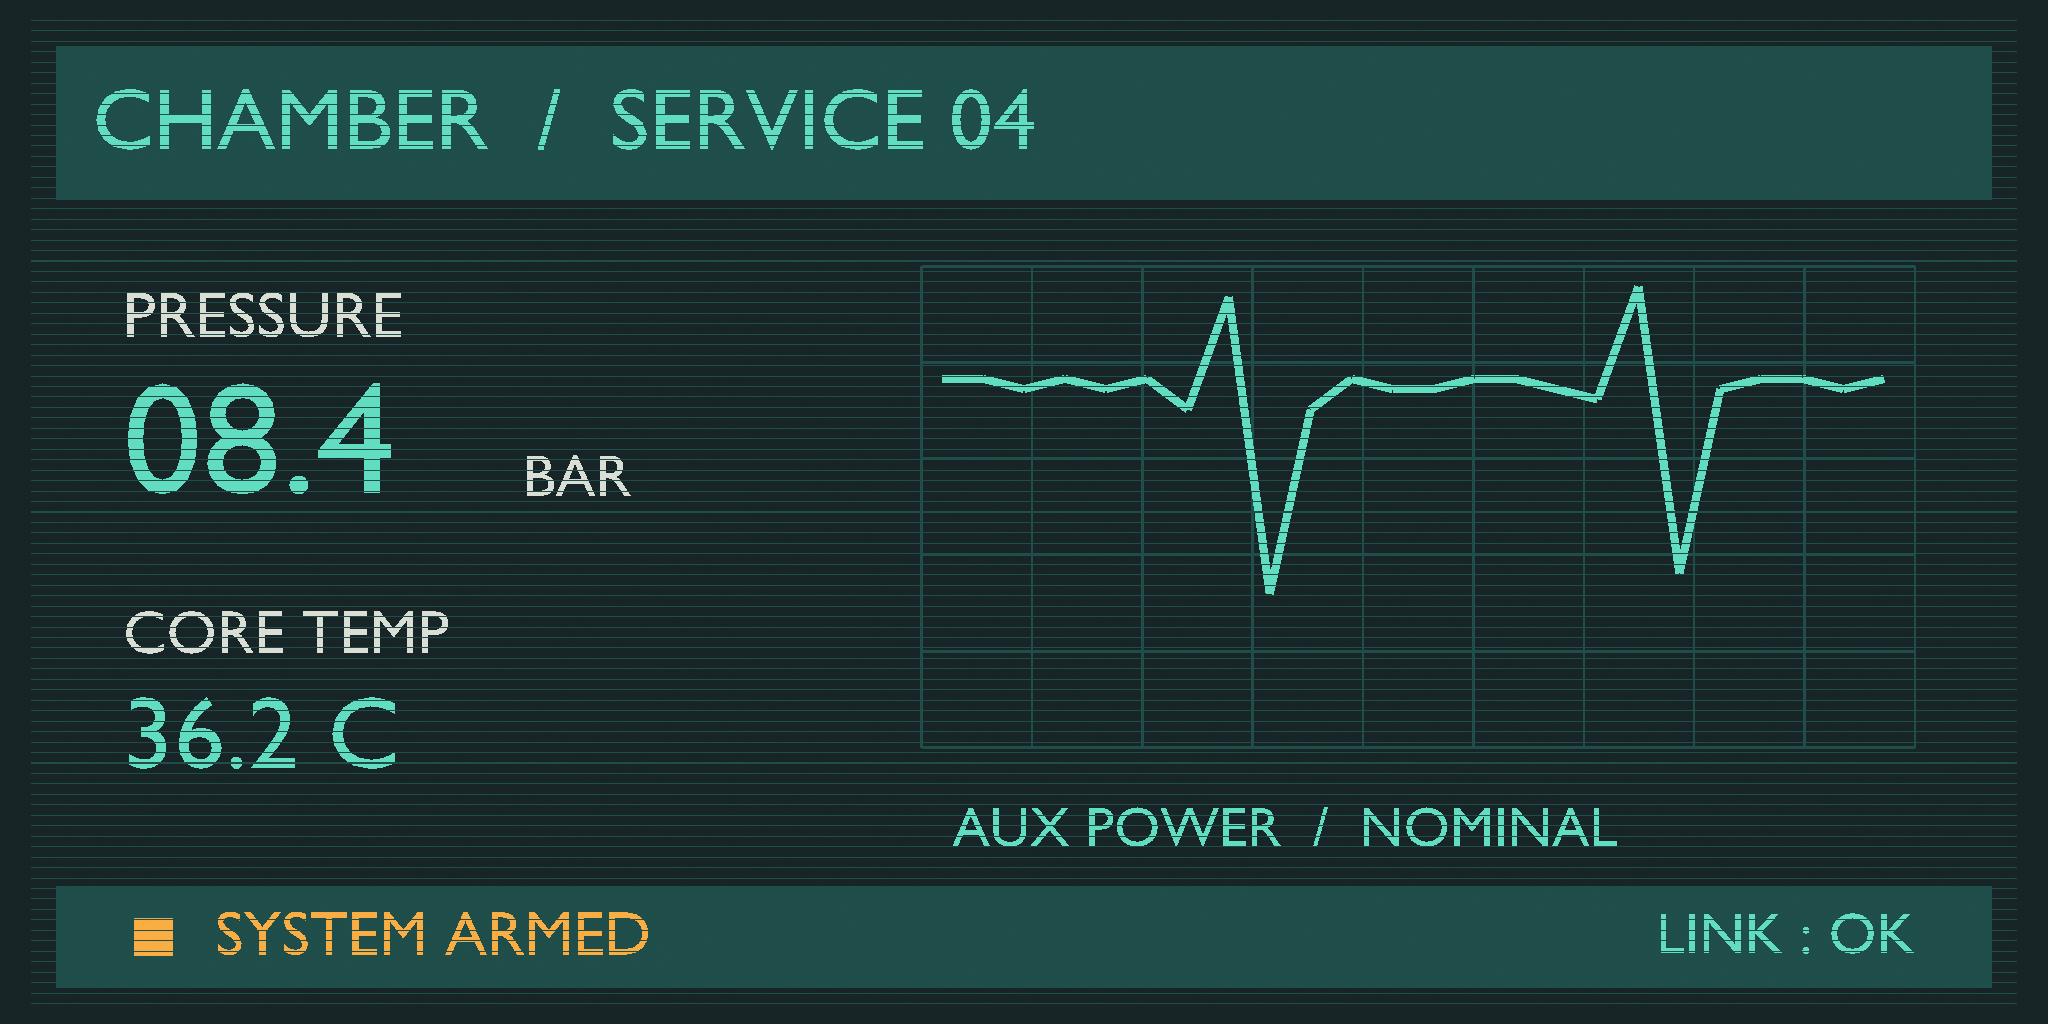 CHAMBER / SERVICE 04
PRESSURE
08.4 BAR
CORE TEMP
36.2 C
AUX POWER / NOMINAL
SYSTEM ARMED
LINK : OK